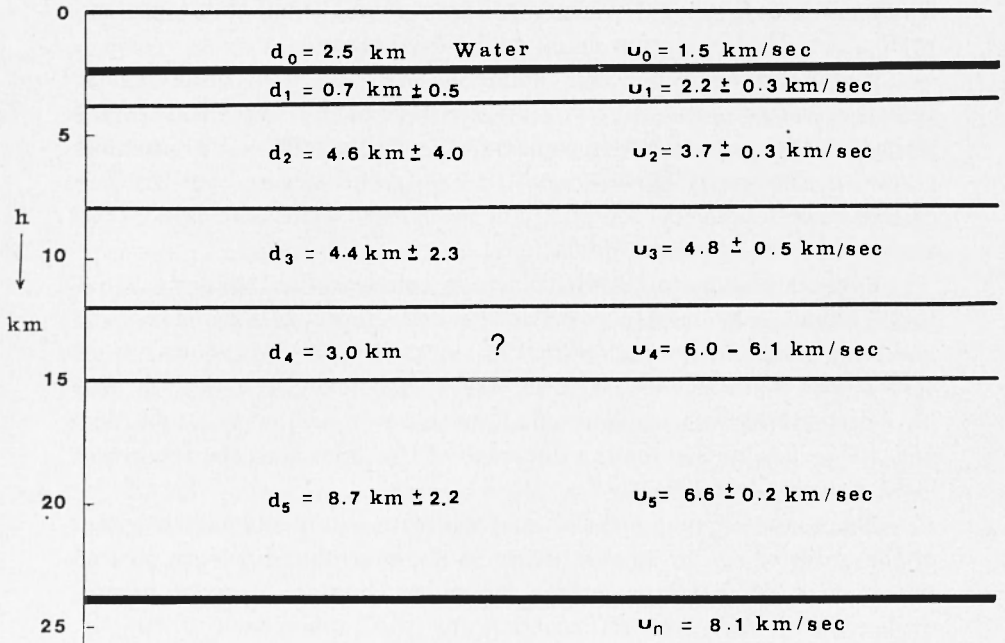 0
d₀ = 2.5 km Water υ₀ = 1.5 km/sec
d₁ = 0.7 km ± 0.5 υ₁ = 2.2 ± 0.3 km/sec
5
d₂ = 4.6 km ± 4.0 υ₂ = 3.7 ± 0.3 km/sec
h
d₃ = 4.4 km ± 2.3 υ₃ = 4.8 ± 0.5 km/sec
10
↓
km
d₄ = 3.0 km ? υ₄ = 6.0 - 6.1 km/sec
15
d₅ = 8.7 km ± 2.2 υ₅ = 6.6 ± 0.2 km/sec
20
25
υₙ = 8.1 km/sec